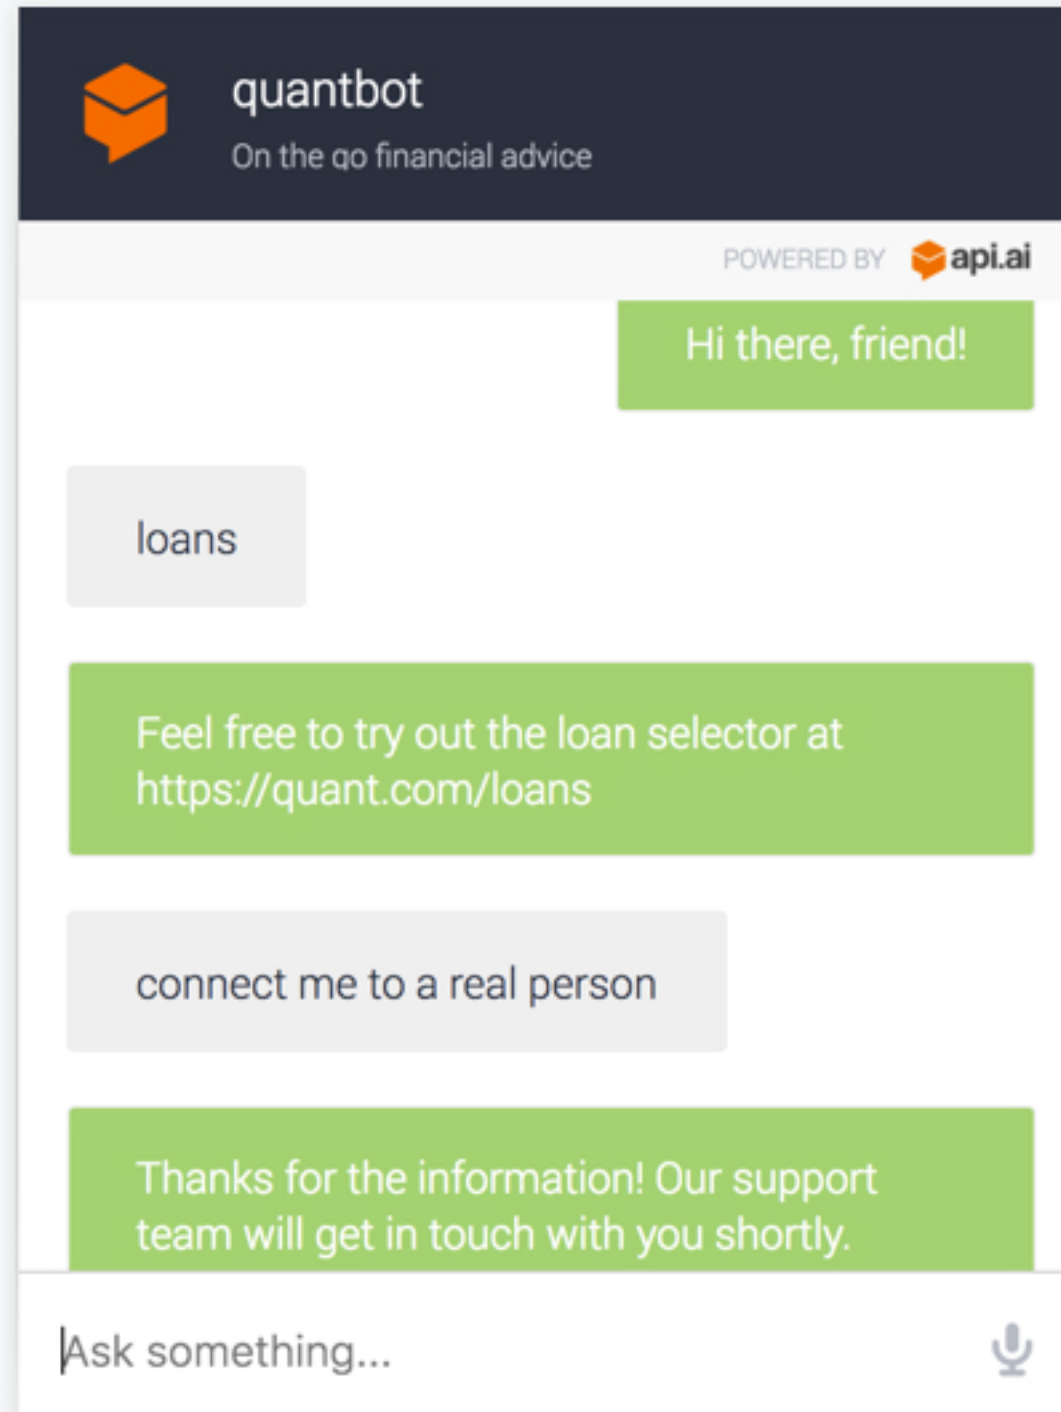 quantbot
On the go financial advice
POWERED BY api.ai
Hi there, friend!
loans
Feel free to try out the loan selector at
https://quant.com/loans
connect me to a real person
Thanks for the information! Our support
team will get in touch with you shortly.
Ask something...